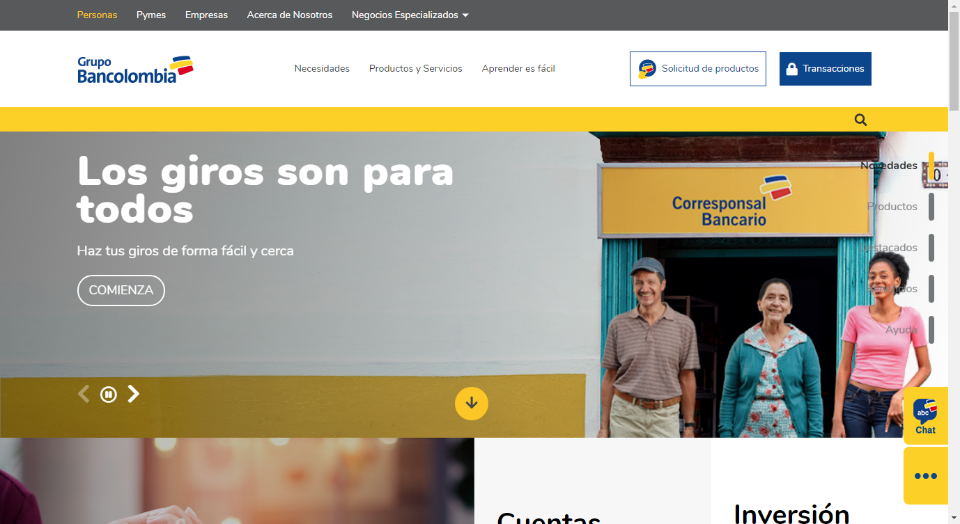 Personas
Pymes
Empresas
Acerca de Nosotros
Negocios Especializados
Grupo
Bancolombia
Necesidades
Productos y Servicios
Aprender es fácil
Solicitud de productos
Transacciones
Los giros son para
todos
Haz tus giros de forma fácil y cerca
COMIENZA
Corresponsal
Bancario
Novedades
Productos
Destacados
Ayuda
abc
Chat
Cuentas
Inversión